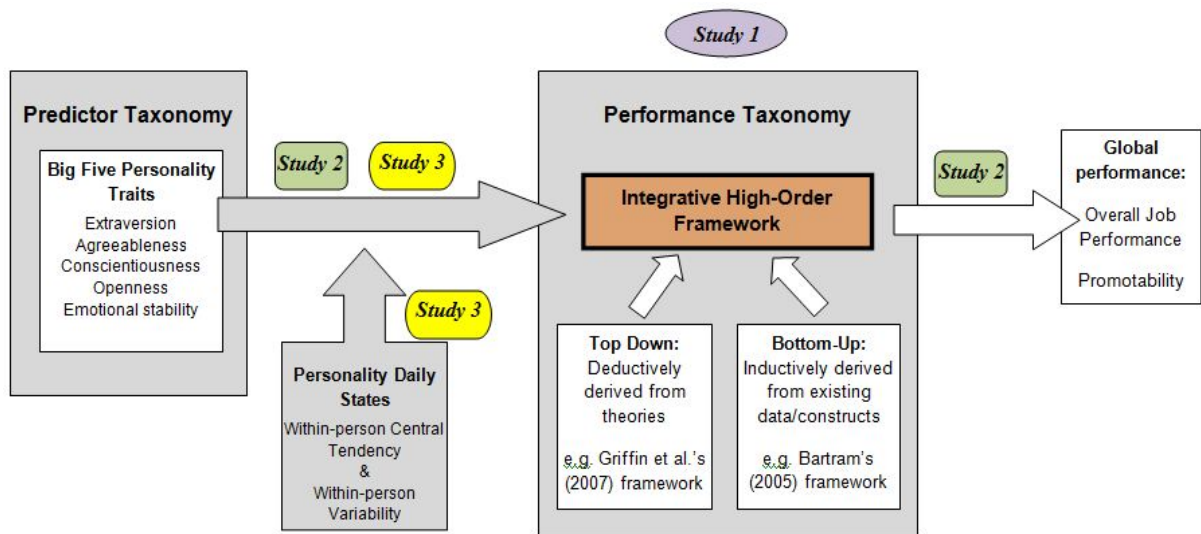 Study 1
Predictor Taxonomy
Big Five Personality
Traits
Extraversion
Agreeableness
Conscientiousness
Openness
Emotional stability
Study 2
Study 3
Study 3
Personality Daily
States
Within-person Central
Tendency
&
Within-person
Variability
Performance Taxonomy
Integrative High-Order
Framework
Top Down:
Deductively
derived from
theories
e.g. Griffin et al.'s
(2007) framework
Bottom-Up:
Inductively derived
from existing
data/constructs
e.g. Bartram's
(2005) framework
Study 2
Global
performance:
Overall Job
Performance
Promotability